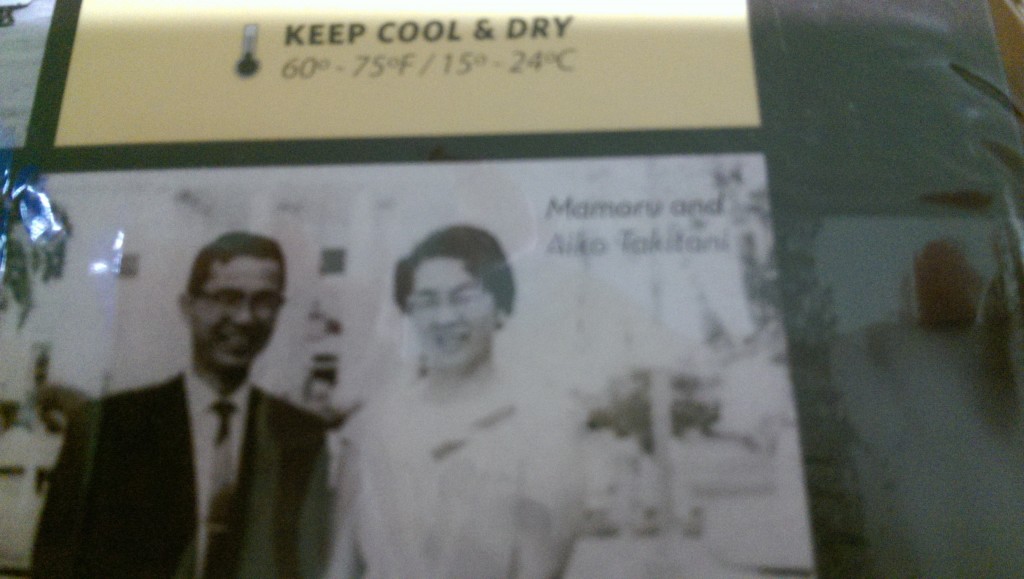 KEEP COOL & DRY
60º - 75ºF / 15º - 24ºC
Mamoru and
Aiko Takitani